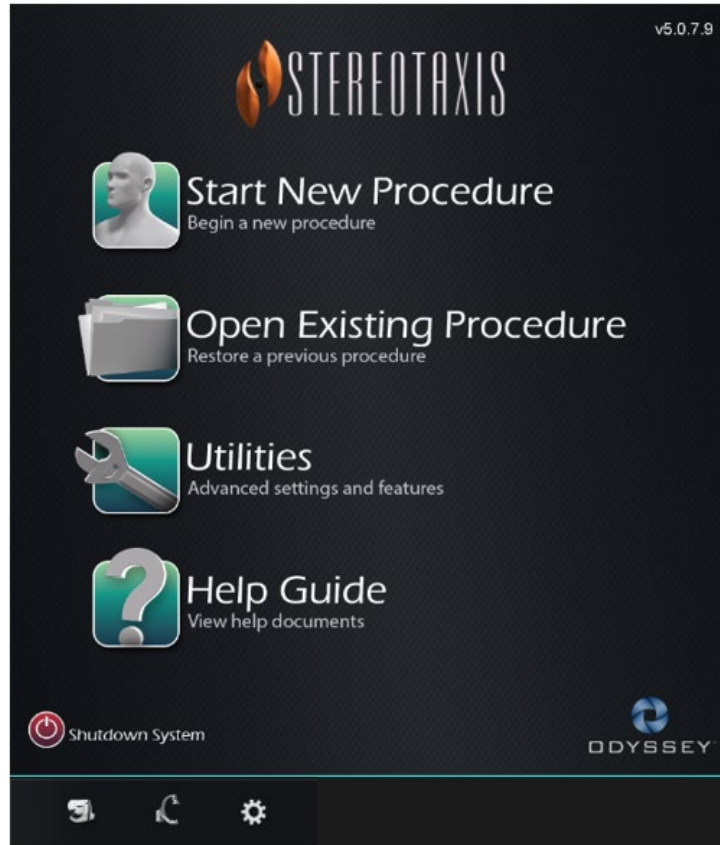 v5.0.7.9
STEREOTAXIS
Start New Procedure
Begin a new procedure
Open Existing Procedure
Restore a previous procedure
Utilities
Advanced settings and features
Help Guide
View help documents
Shutdown System
ODYSSEY